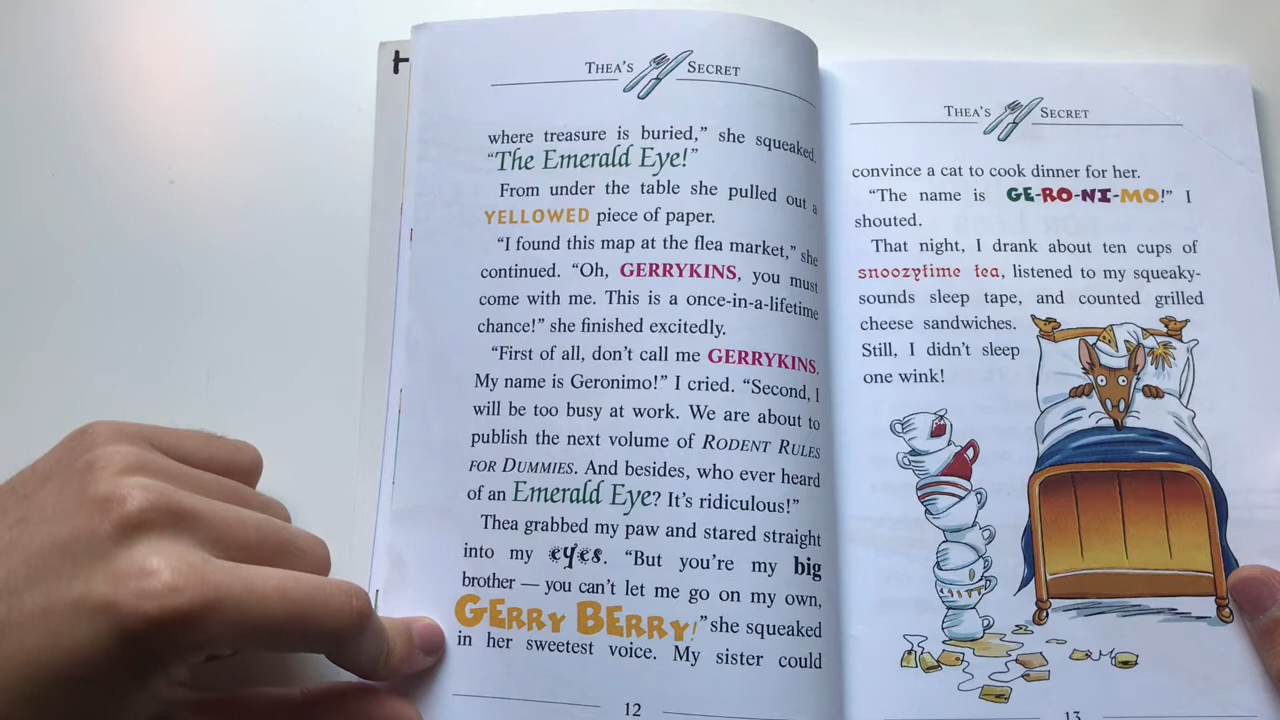 THEA'S SECRET
where treasure is buried,” she squeaked.
“The Emerald Eye!”
From under the table she pulled out a
YELLOWED piece of paper.
“I found this map at the flea market,” she
continued. “Oh, GERRYKINS, you must
come with me. This is a once-in-a-lifetime
chance!” she finished excitedly.
“First of all, don’t call me GERRYKINS.
My name is Geronimo!” I cried. “Second, I
will be too busy at work. We are about to
publish the next volume of RODENT RULES
FOR DUMMIES. And besides, who ever heard
of an Emerald Eye? It’s ridiculous!”
Thea grabbed my paw and stared straight
into my eyes. “But you’re my big
brother — you can’t let me go on my own,
GERRY BERRY!” she squeaked
in her sweetest voice. My sister could
12
THEA'S SECRET
convince a cat to cook dinner for her.
“The name is GE-RO-NI-MO!” I
shouted.
That night, I drank about ten cups of
snoozytime tea, listened to my squeaky-
sounds sleep tape, and counted grilled
cheese sandwiches.
Still, I didn’t sleep
one wink!
13